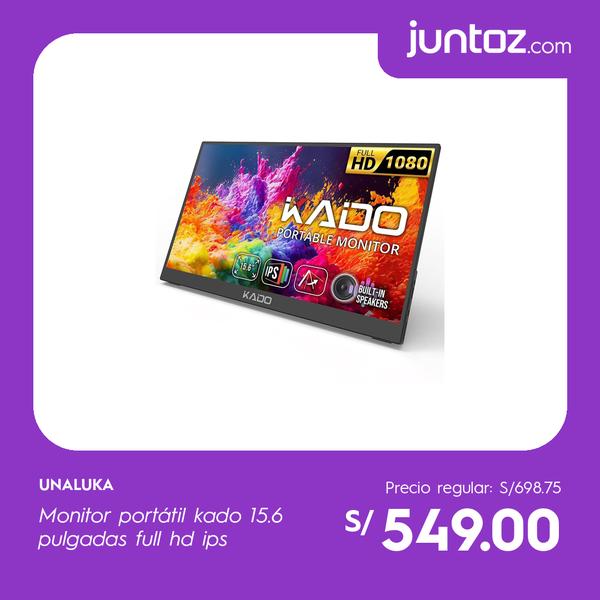 juntoz.com
FULL
HD 1080
KADO
PORTABLE MONITOR
15.6"
IPS
BUILT-IN
SPEAKERS
KADO
UNALUKA
Monitor portátil kado 15.6
pulgadas full hd ips
Precio regular: S/698.75
S/ 549.00